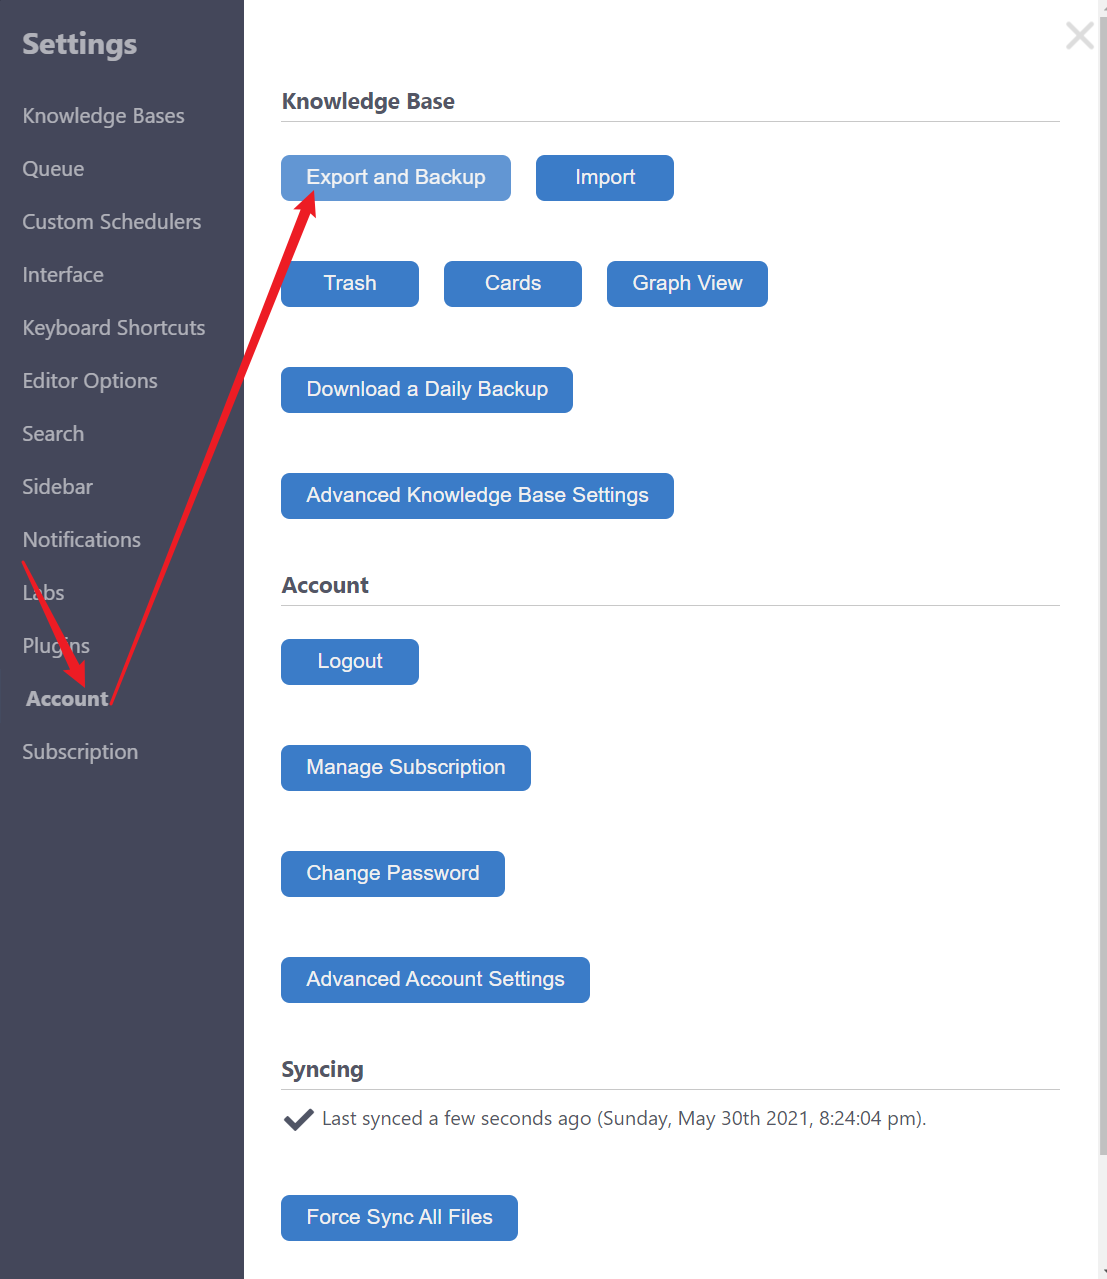 Settings
Knowledge Bases
Queue
Custom Schedulers
Interface
Keyboard Shortcuts
Editor Options
Search
Sidebar
Notifications
Labs
Plugins
Account
Subscription
Knowledge Base
Export and Backup Import
Trash Cards Graph View
Download a Daily Backup
Advanced Knowledge Base Settings
Account
Logout
Manage Subscription
Change Password
Advanced Account Settings
Syncing
Last synced a few seconds ago (Sunday, May 30th 2021, 8:24:04 pm).
Force Sync All Files